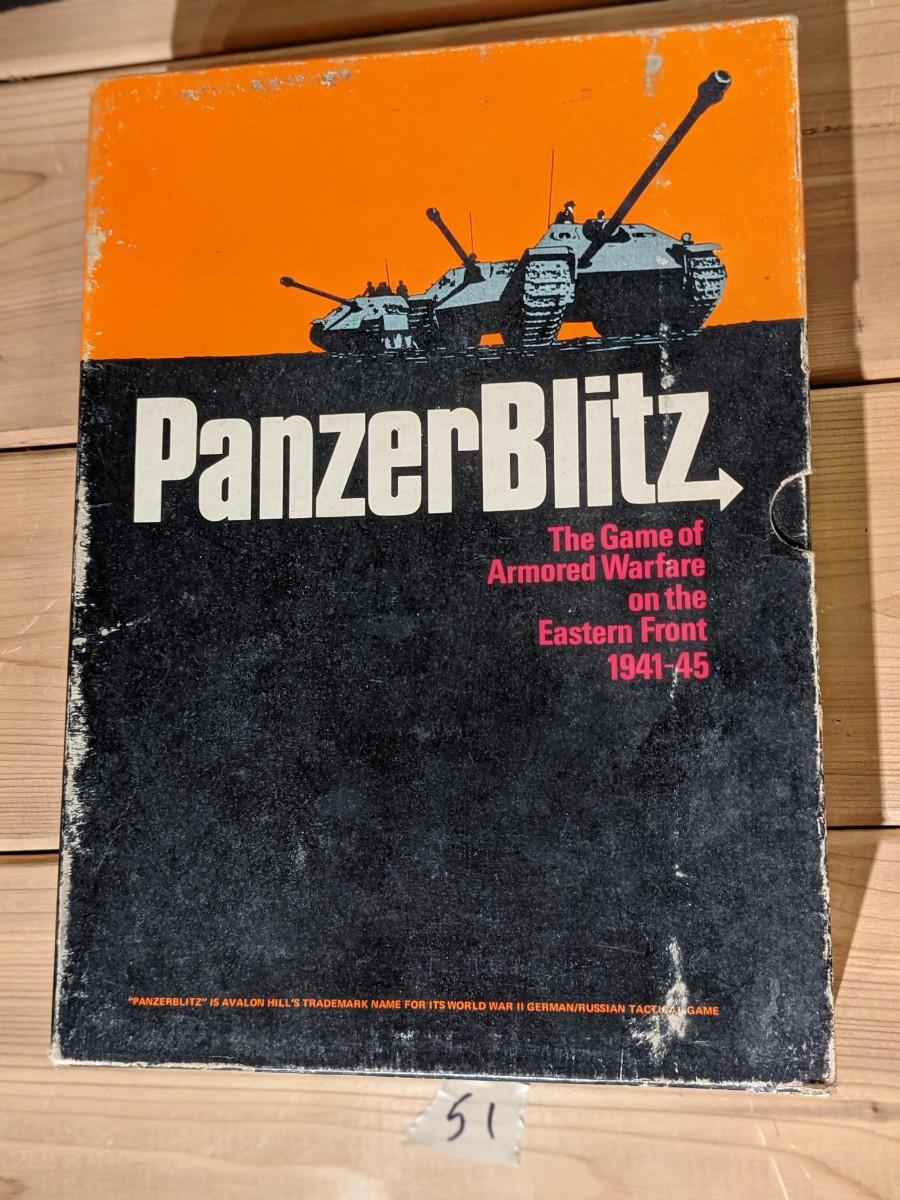 PanzerBlitz
The Game of
Armored Warfare
on the
Eastern Front
1941-45
"PANZERBLITZ" IS AVALON HILL'S TRADEMARK NAME FOR ITS WORLD WAR II GERMAN/RUSSIAN TACTICAL GAME
51